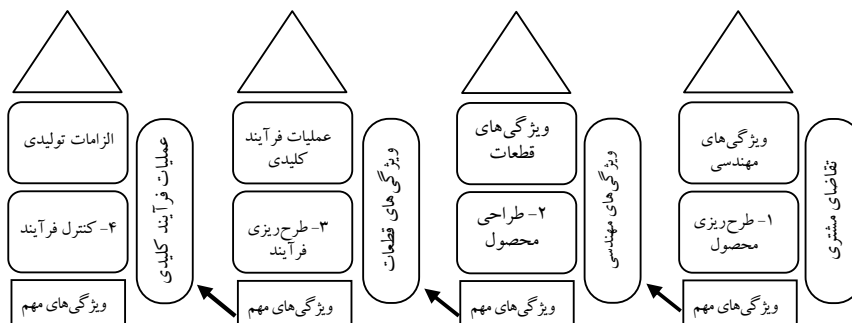 تقاضای مشتری
ویژگی‌های
مهندسی
۱- طرح‌ریزی
محصول
ویژگی‌های مهم
ویژگی‌های مهندسی
ویژگی‌های
قطعات
۲- طراحی
محصول
ویژگی‌های مهم
ویژگی‌های قطعات
عملیات فرآیند
کلیدی
۳- طرح‌ریزی
فرآیند
ویژگی‌های مهم
عملیات فرآیند کلیدی
الزامات تولیدی
۴- کنترل فرآیند
ویژگی‌های مهم